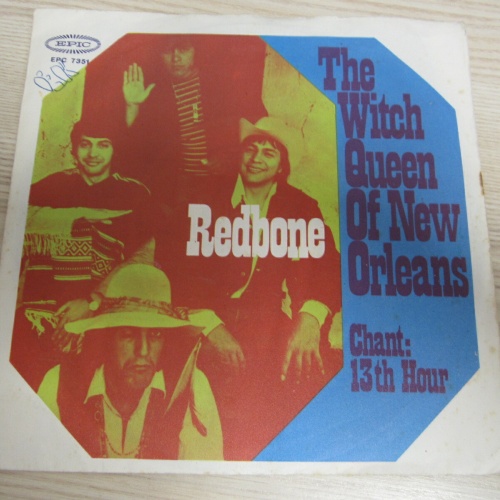 EPIC
EPC 7351
The
Witch
Queen
Of New
Orleans
Redbone
Chant:
13th Hour